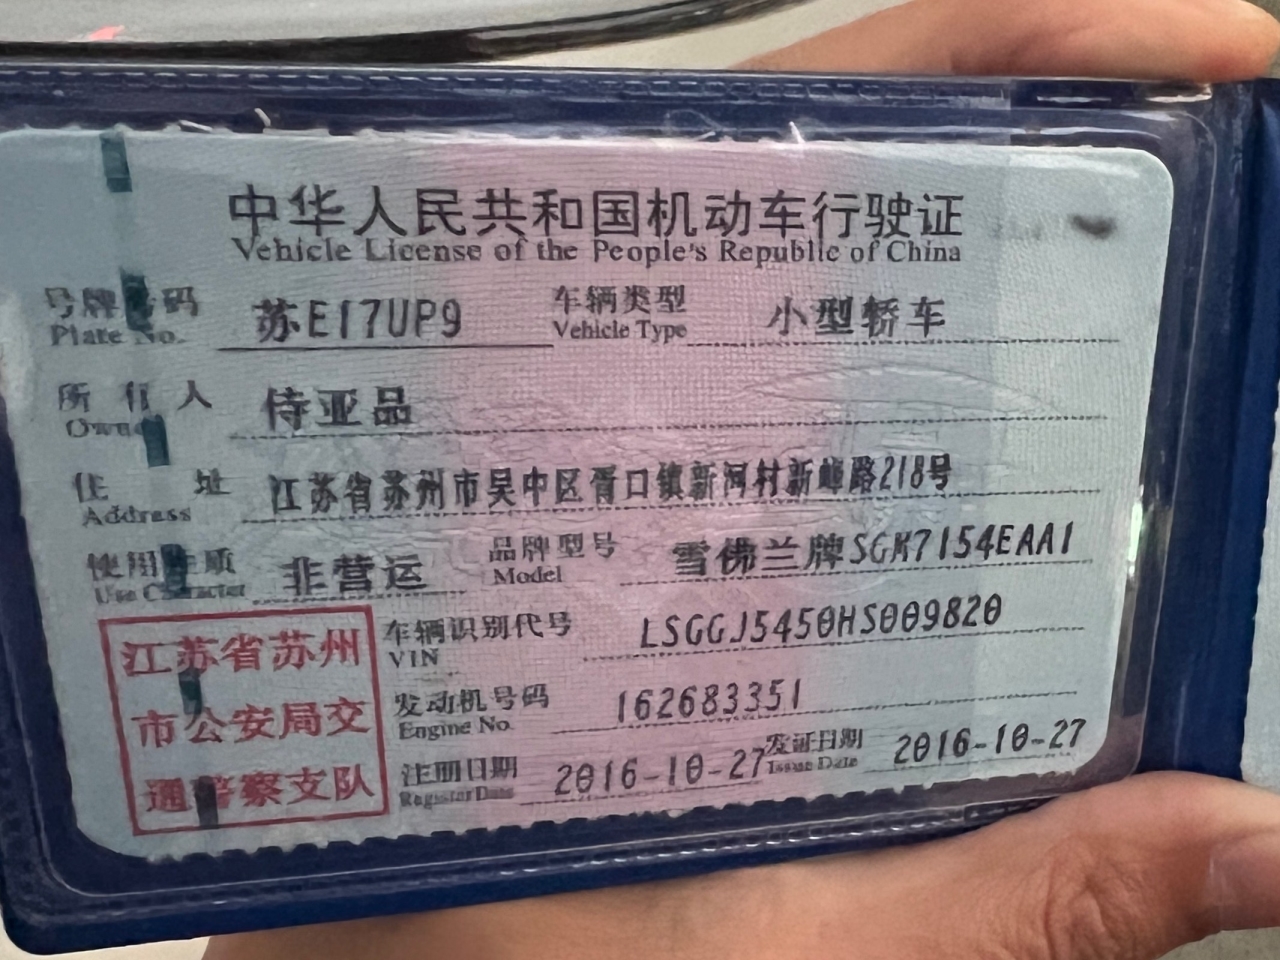 中华人民共和国机动车行驶证
Vehicle License of the People's Republic of China
号牌号码 苏E17UP9 车辆类型 小型轿车
Plate No. Vehicle Type
所有人 侍亚品
Owner
住址 江苏省苏州市吴中区胥口镇新河村新峰路218号
Address
使用性质 非营运 品牌型号 雪佛兰牌SGM7154EAA1
Use Character Model
江苏省苏州
市公安局交
通警察支队
车辆识别代号 LSGGJ5450HS009820
VIN
发动机号码 162683351
Engine No.
注册日期 2016-10-27 发证日期 2016-10-27
Register Date Issue Date